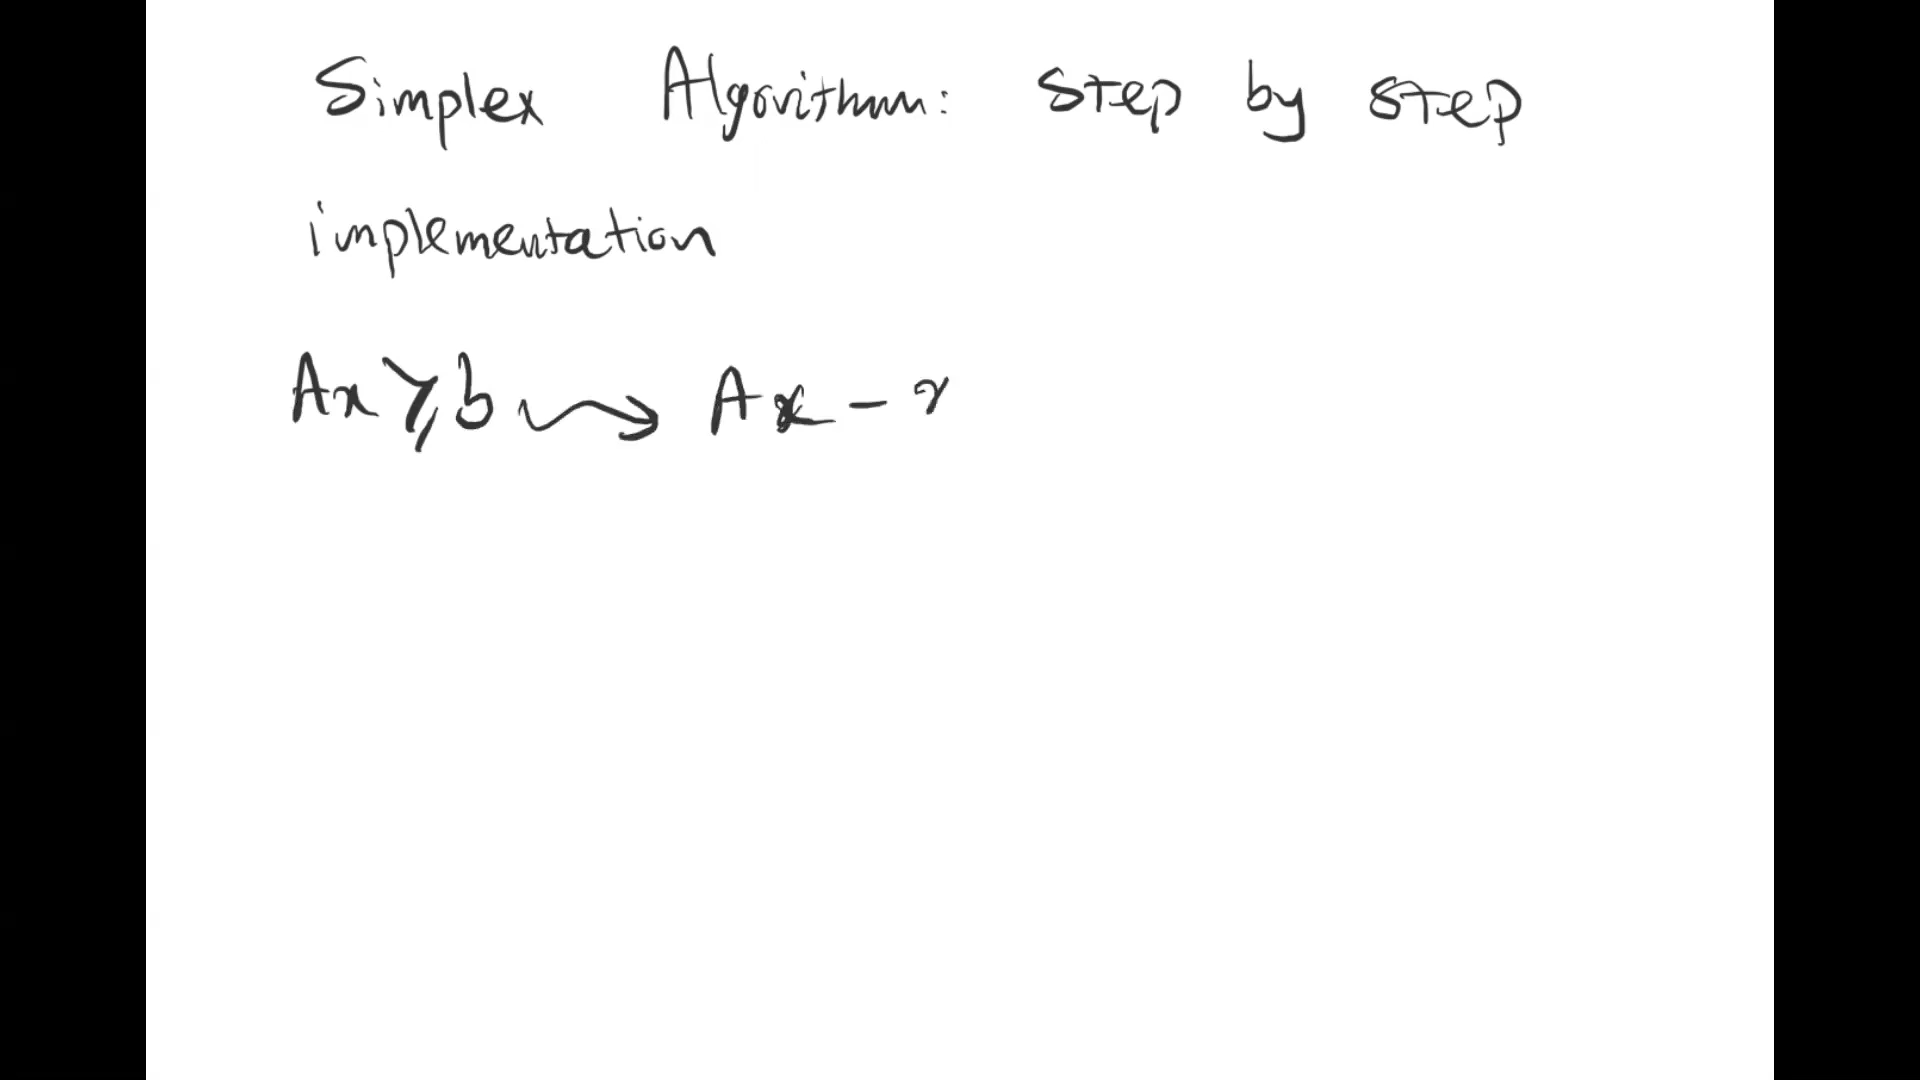 Simplex Algorithm: Step by step
implementation
Ax ≥ b ⇝ Ax -